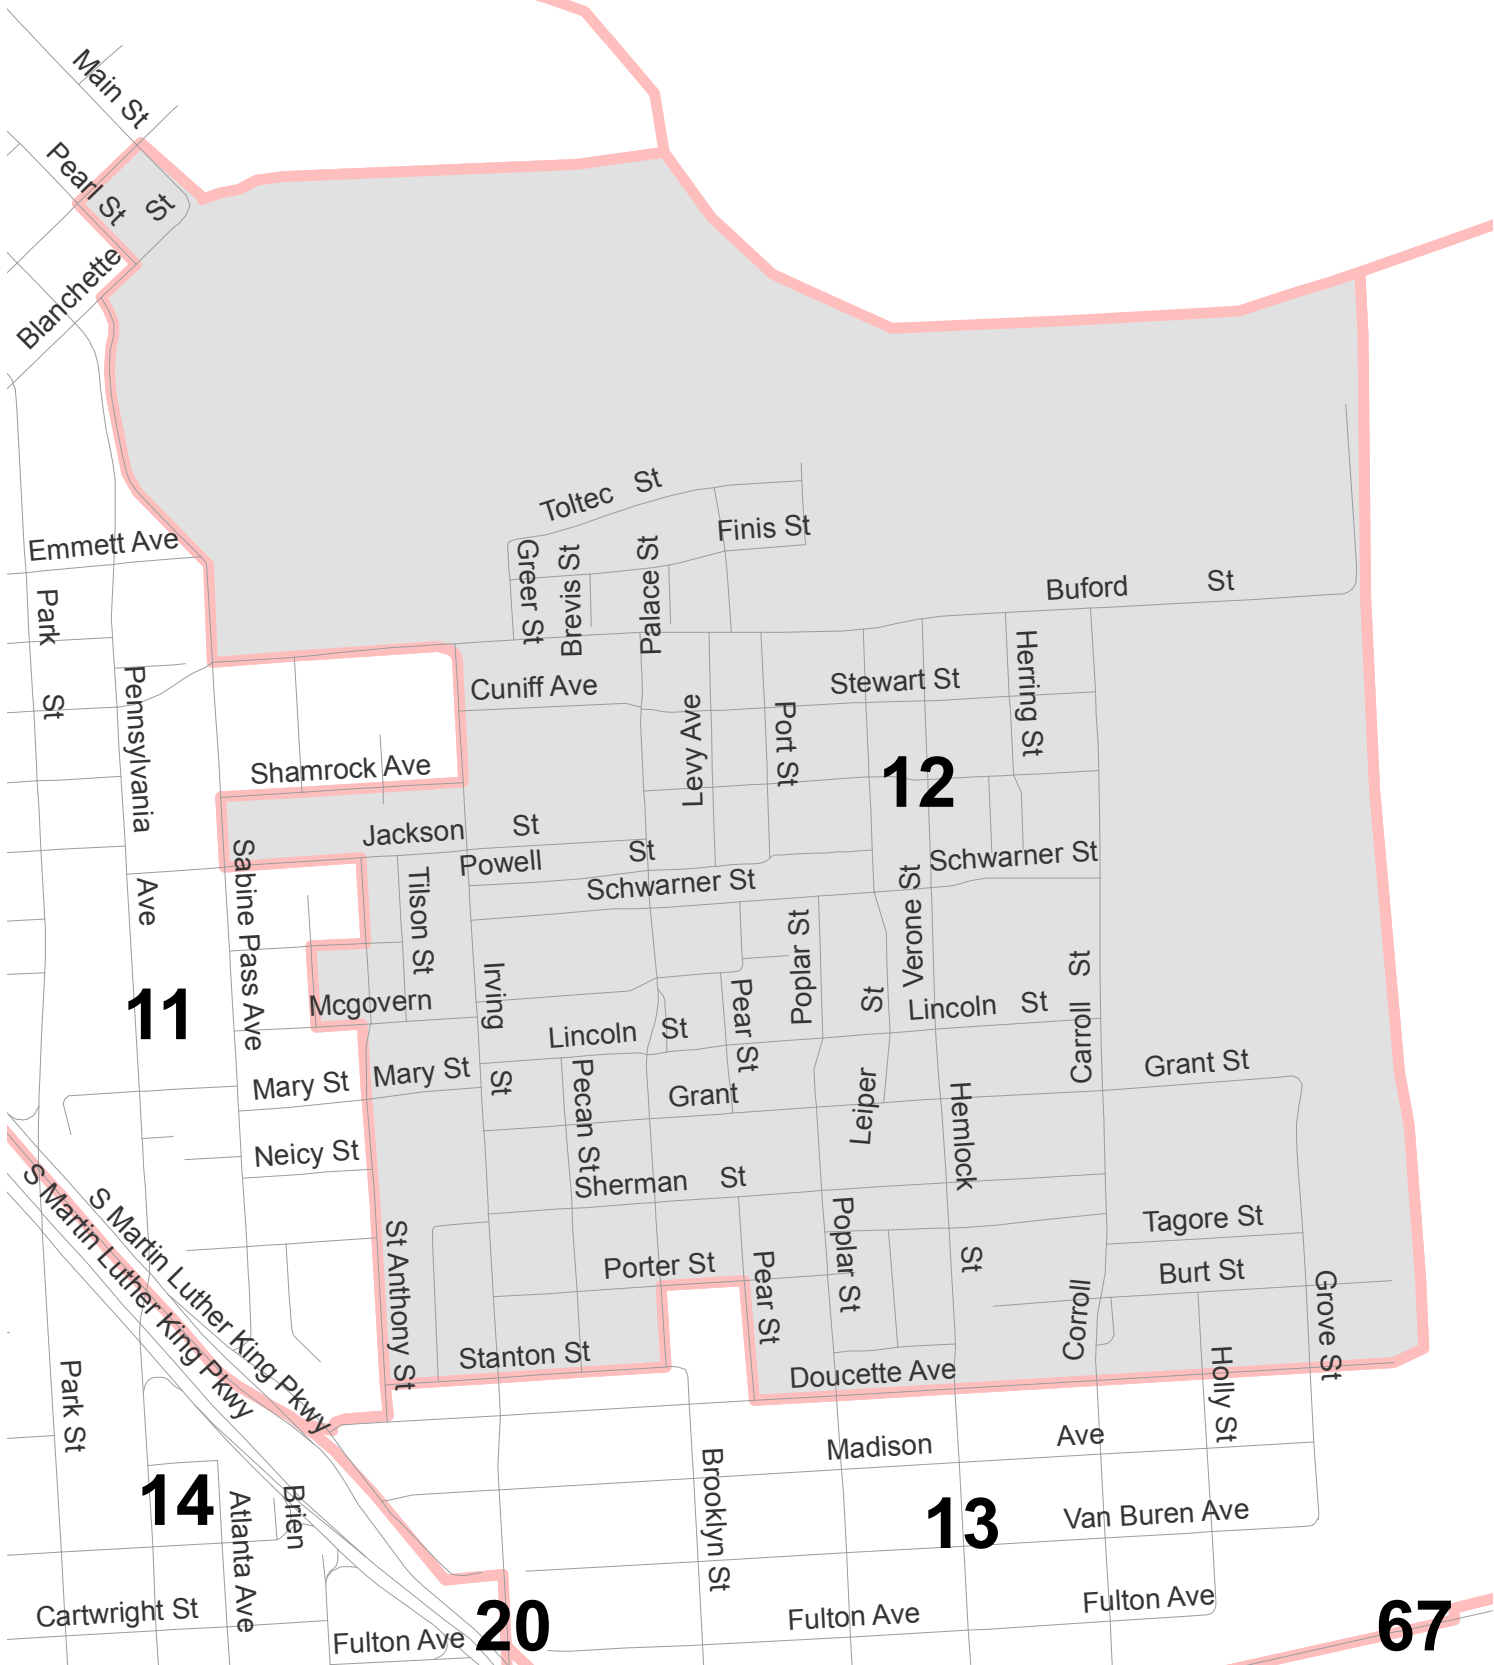 Main St
Pearl St
St
Blanchette
Toltec St
Finis St
Emmett Ave
Greer St
Brevis St
Palace St
Buford St
Park St
Pennsylvania Ave
Cuniff Ave
Stewart St
Herring St
Levy Ave
Port St
12
Shamrock Ave
Jackson St
Powell St
Schwarner St
Schwarner St
Sabine Pass Ave
Tilson St
Verone St
Poplar St
11
Mcgovern
Irving St
Pear St
Lincoln St
Lincoln St
Carroll St
Mary St
Mary St
Pecan St
Grant
Grant St
Leiper St
Hemlock St
Neicy St
Sherman St
S Martin Luther King Pkwy
S Martin Luther King Pkwy
St Anthony St
Porter St
Pear St
Poplar St
Tagore St
Burt St
Corroll
Grove St
Stanton St
Doucette Ave
Holly St
Park St
Madison Ave
14
Atlanta Ave
Brien
Brooklyn St
13
Van Buren Ave
Cartwright St
Fulton Ave
20
Fulton Ave
Fulton Ave
67